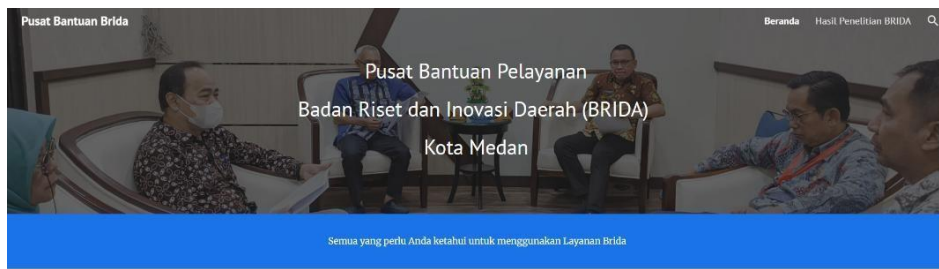 Pusat Bantuan Brida
Beranda Hasil Penelitian BRIDA
Pusat Bantuan Pelayanan
Badan Riset dan Inovasi Daerah (BRIDA)
Kota Medan
Semua yang perlu Anda ketahui untuk menggunakan Layanan Brida